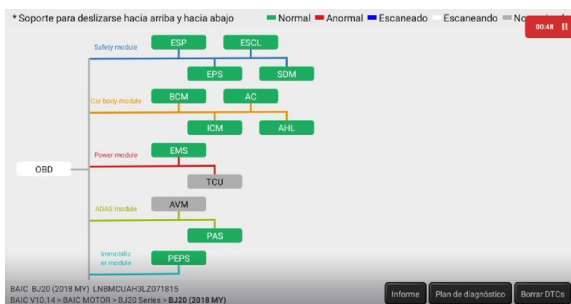 * Soporte para deslizarse hacia arriba y hacia abajo
Normal Anormal Escaneado Escaneando
00:48
Safety module ESP ESCL
EPS SDM
Car body module BCM AC
ICM AHL
Power module EMS
OBD
TCU
ADAS module AVM
PAS
Immobiliz
er module PEPS
BAIC BJ20 (2018 MY) LNBMCUAH3LZ071815
BAIC V10.14 > BAIC MOTOR > BJ20 Series > BJ20 (2018 MY)
Informe Plan de diagnóstico Borrar DTCs